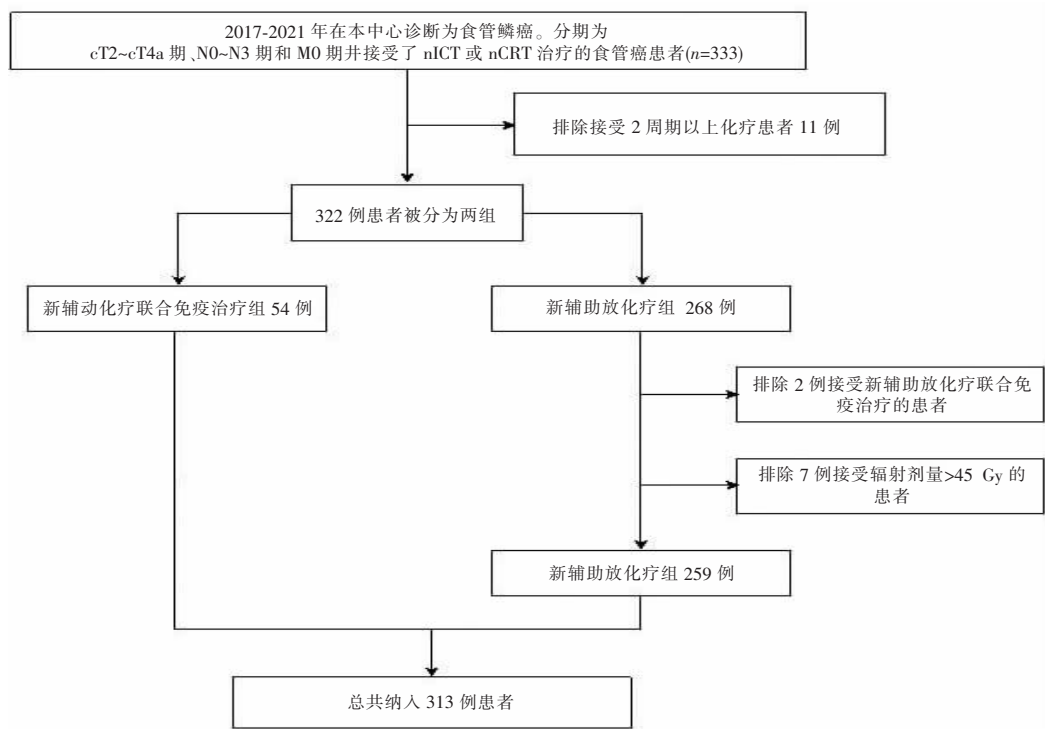 2017-2021 年在本中心诊断为食管鳞癌。分期为
cT2~cT4a 期、N0~N3 期和 M0 期并接受了 nICT 或 nCRT 治疗的食管癌患者(n=333)
排除接受 2 周期以上化疗患者 11 例
322 例患者被分为两组
新辅动化疗联合免疫治疗组 54 例
新辅助放化疗组 268 例
排除 2 例接受新辅助放化疗联合免
疫治疗的患者
排除 7 例接受辐射剂量>45 Gy 的
患者
新辅助放化疗组 259 例
总共纳入 313 例患者